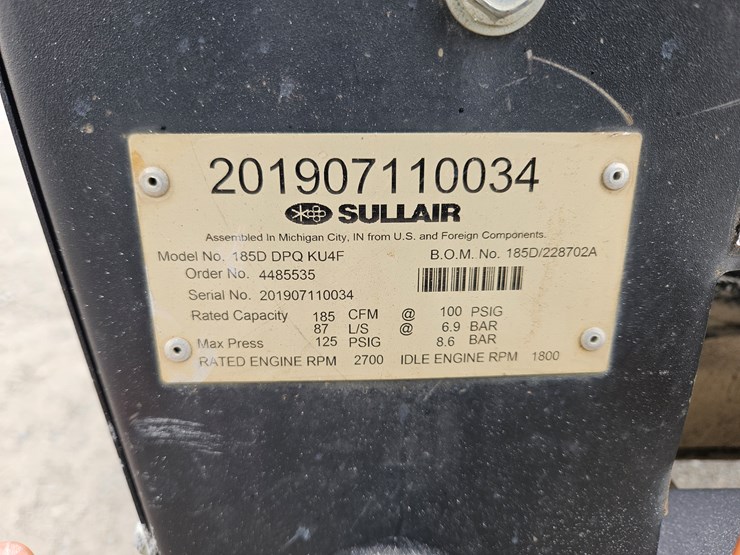 201907110034
SULLAIR
Assembled In Michigan City, IN from U.S. and Foreign Components.
Model No. 185D DPQ KU4F B.O.M. No. 185D/228702A
Order No. 4485535
Serial No. 201907110034
Rated Capacity 185 CFM @ 100 PSIG
87 L/S @ 6.9 BAR
Max Press 125 PSIG 8.6 BAR
RATED ENGINE RPM 2700 IDLE ENGINE RPM 1800